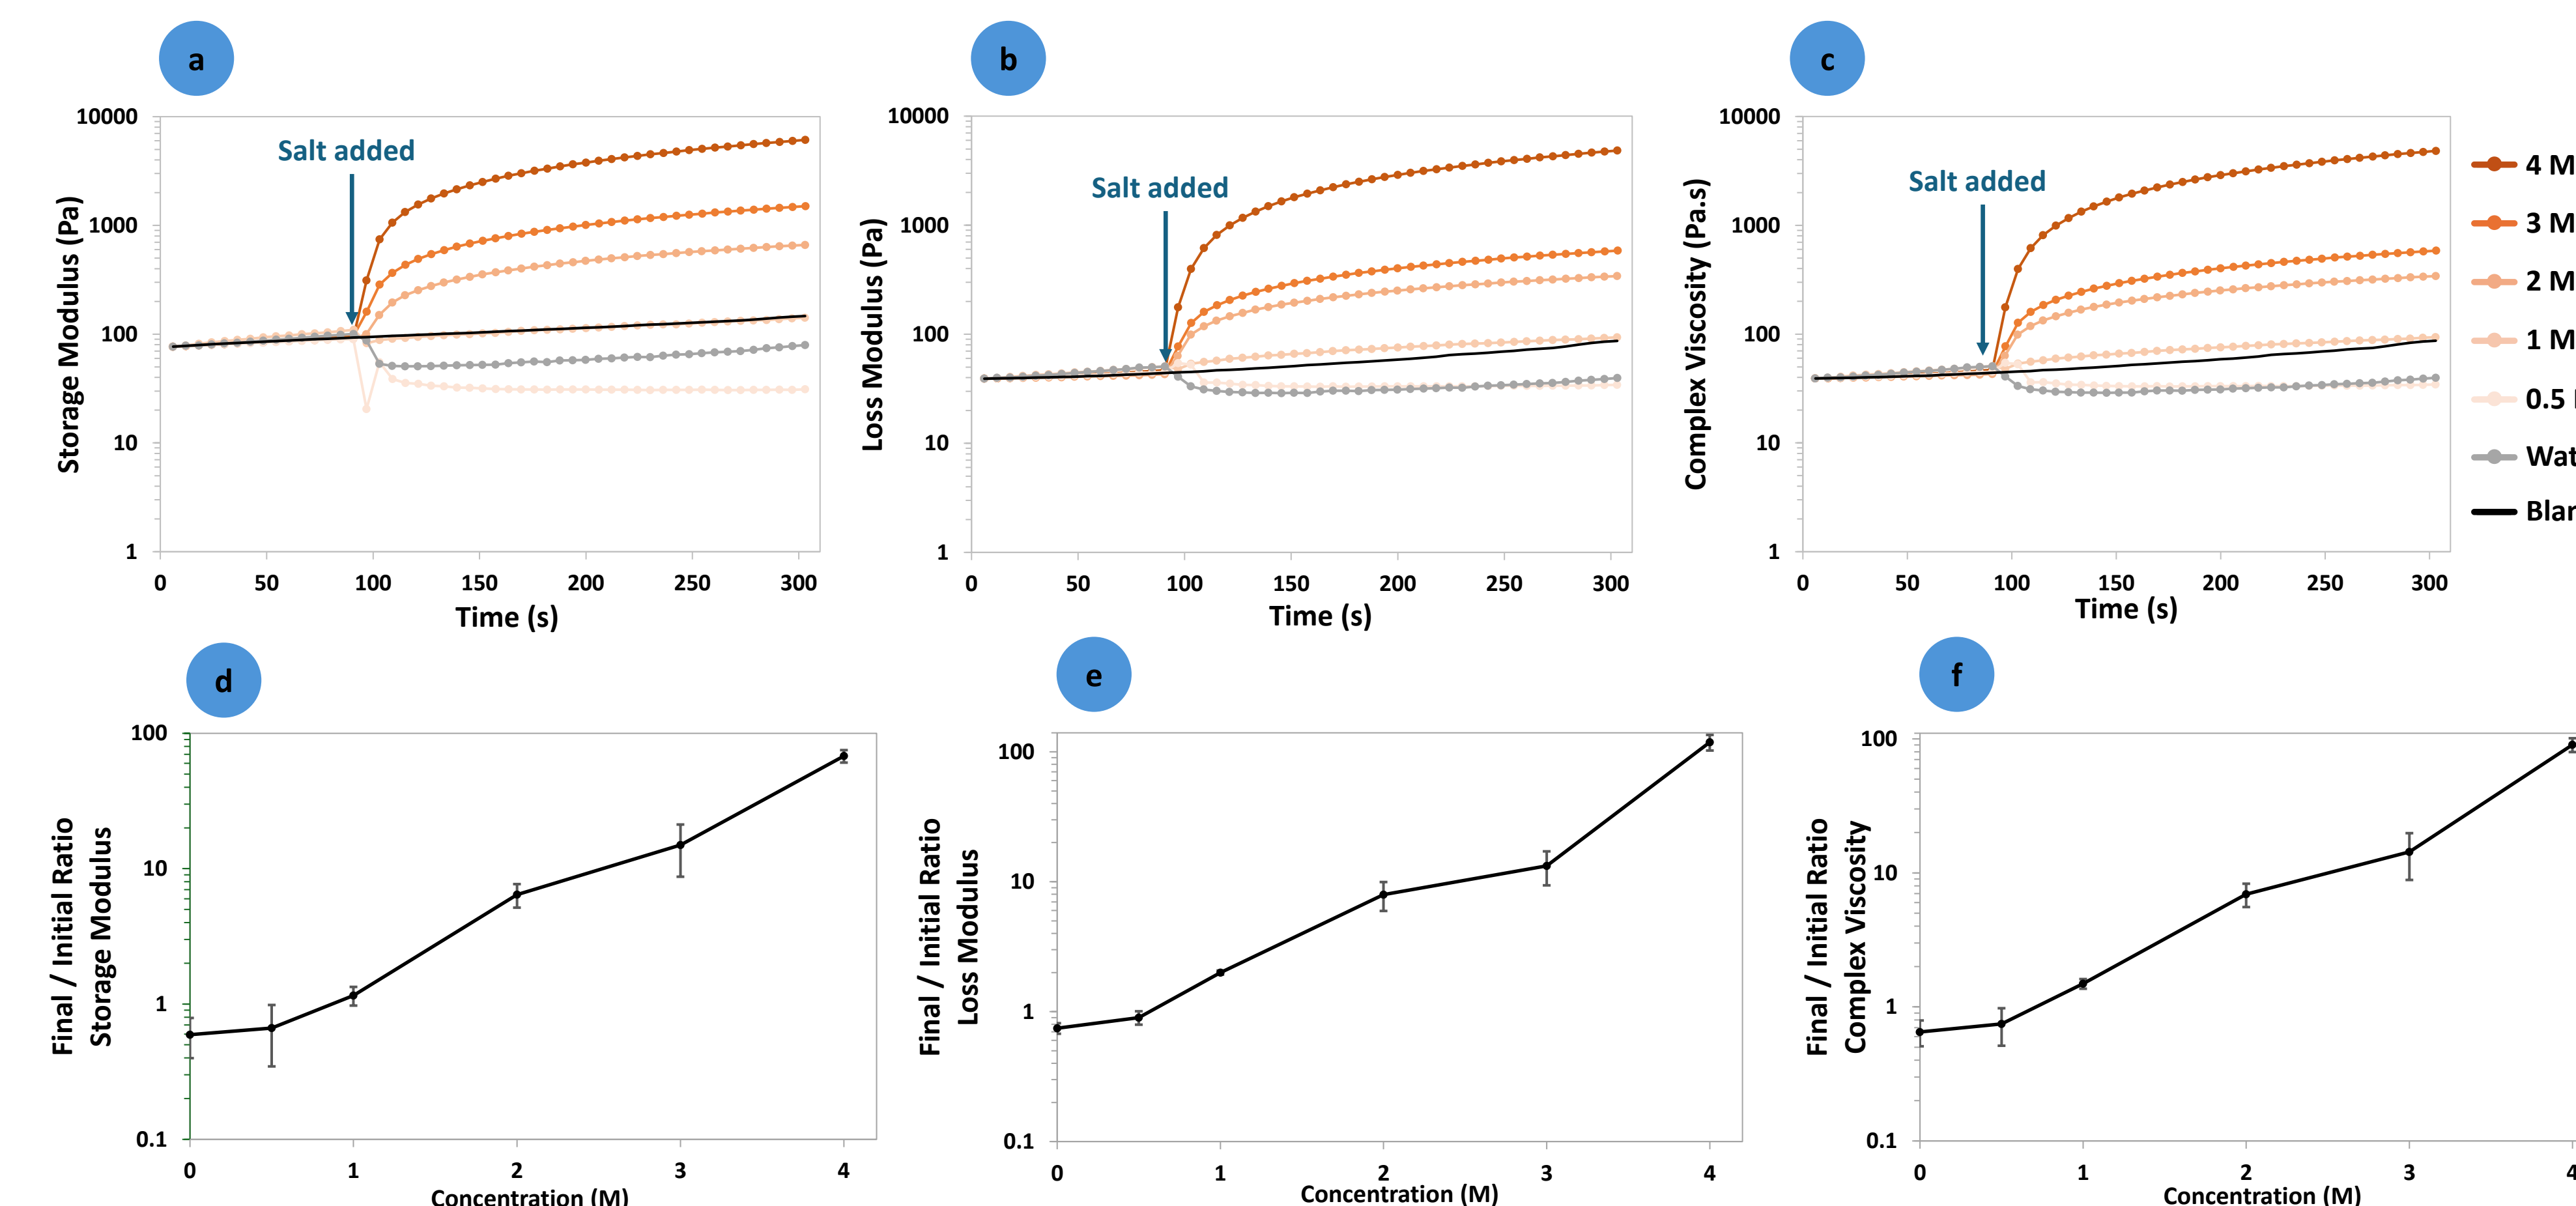 a
b
c
10000
1000
100
10
1
Storage Modulus (Pa)
Salt added
0 50 100 150 200 250 300
Time (s)
10000
1000
100
10
1
Loss Modulus (Pa)
Salt added
0 50 100 150 200 250 300
Time (s)
10000
1000
100
10
1
Complex Viscosity (Pa.s)
Salt added
0 50 100 150 200 250 300
Time (s)
4 M
3 M
2 M
1 M
0.5
d
e
f
100
10
1
0.1
Final / Initial Ratio
Storage Modulus
0 1 2 3 4
Concentration (M)
100
10
1
0.1
Final / Initial Ratio
Loss Modulus
0 1 2 3 4
Concentration (M)
100
10
1
0.1
Final / Initial Ratio
Complex Viscosity
0 1 2 3 4
Concentration (M)